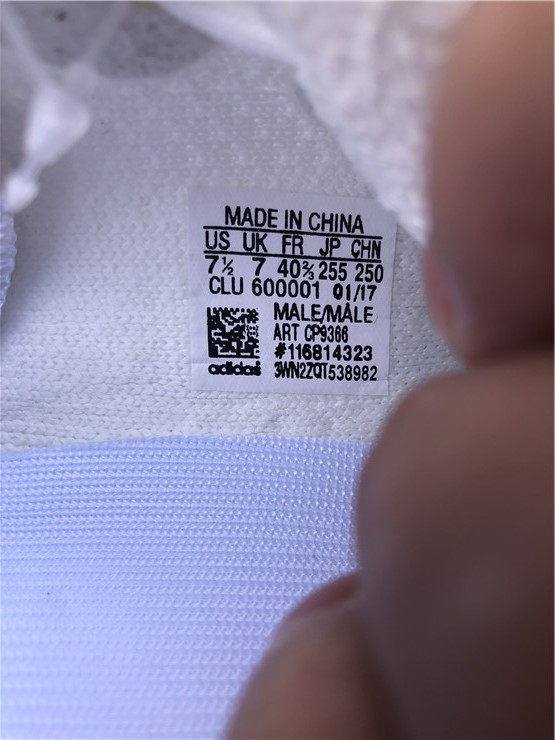 MADE IN CHINA
US UK FR JP CHN
7½ 7 40⅔ 255 250
CLU 600001 01/17
MALE/MÂLE
ART CP9366
#116814323
3WN2ZQT538982
adidas